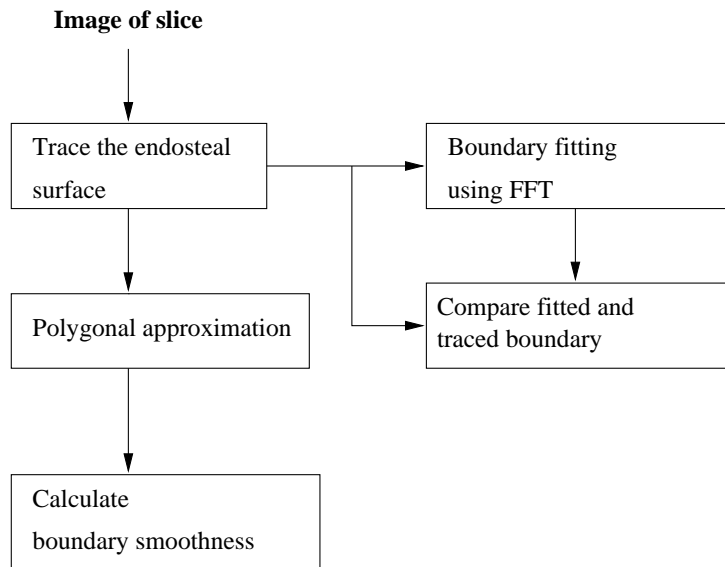 Image of slice
Trace the endosteal
surface
Boundary fitting
using FFT
Polygonal approximation
Compare fitted and
traced boundary
Calculate
boundary smoothness